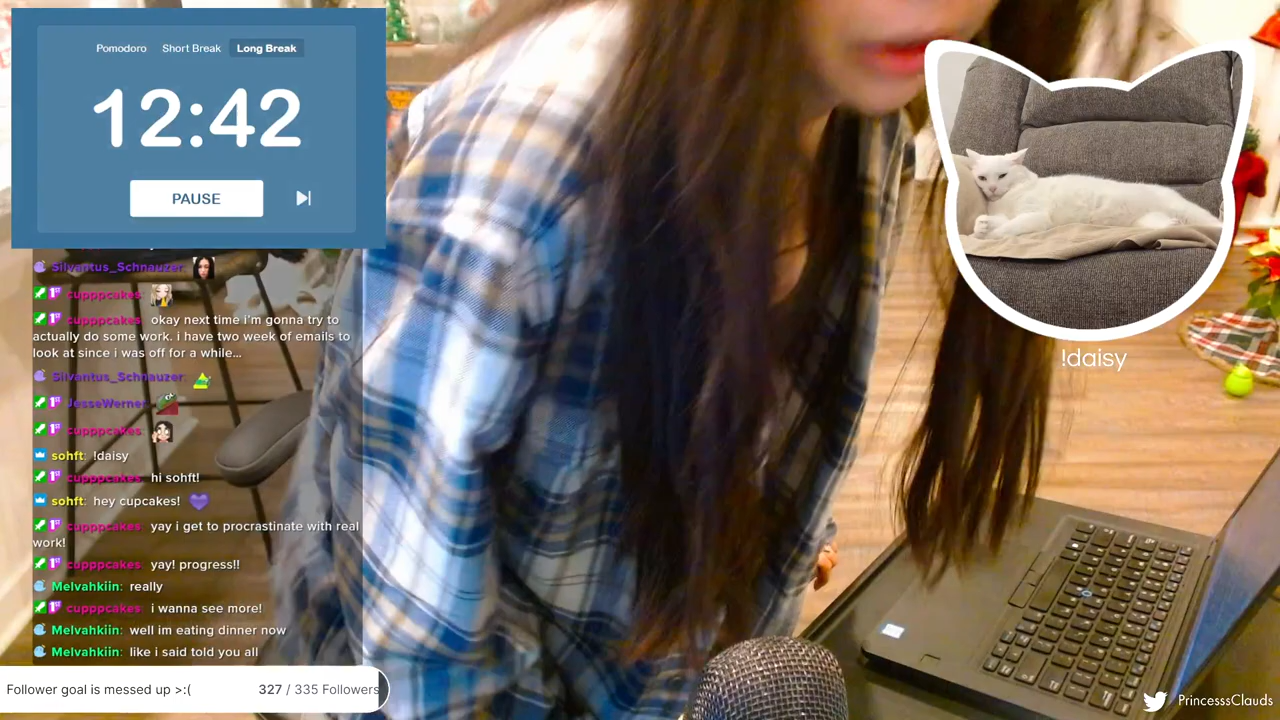 Pomodoro Short Break Long Break
12:42
PAUSE
Silvantus_Schnauzer:
cupppcakes:
cupppcakes: okay next time i'm gonna try to
actually do some work. i have two week of emails to
look at since i was off for a while...
Silvantus_Schnauzer:
JesseWerner:
cupppcakes:
sohft: !daisy
cupppcakes: hi sohft!
sohft: hey cupcakes!
cupppcakes: yay i get to procrastinate with real
work!
cupppcakes: yay! progress!!
Melvahkiin: really
cupppcakes: i wanna see more!
Melvahkiin: well im eating dinner now
Melvahkiin: like i said told you all
Follower goal is messed up >:( 327 / 335 Followers
!daisy
PrincesssClauds